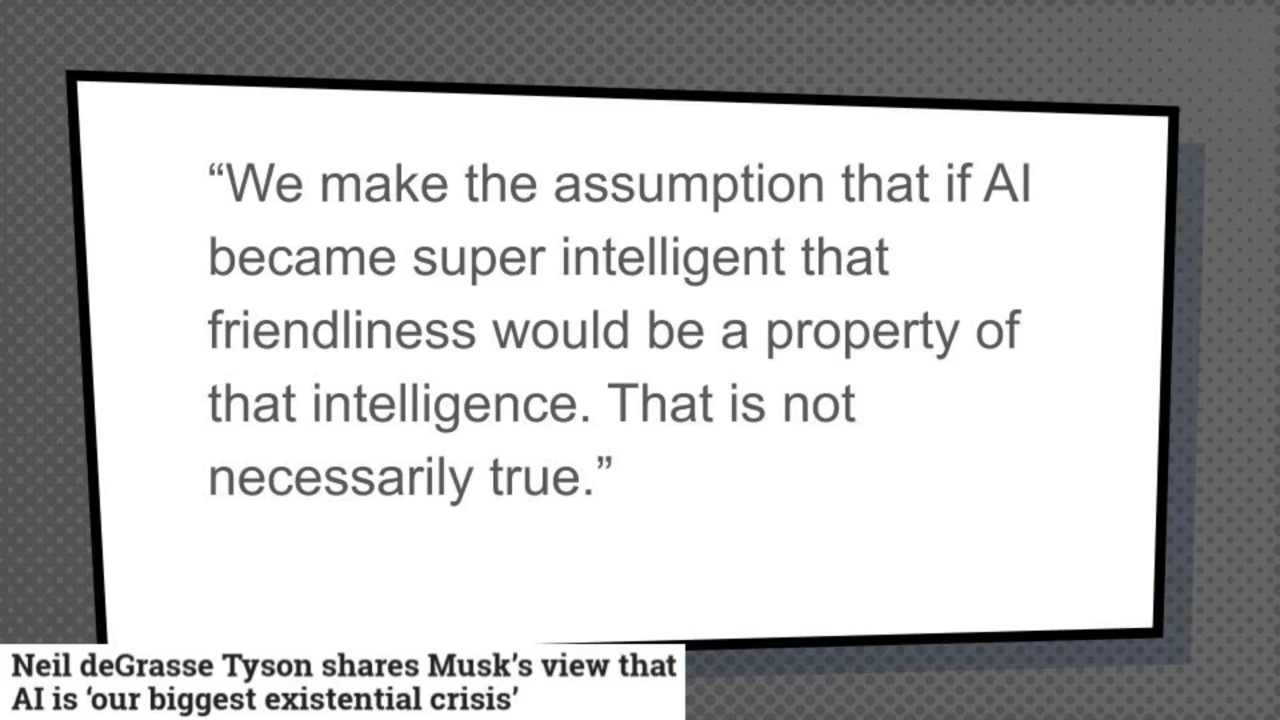 “We make the assumption that if AI
became super intelligent that
friendliness would be a property of
that intelligence. That is not
necessarily true.”
Neil deGrasse Tyson shares Musk’s view that
AI is ‘our biggest existential crisis’